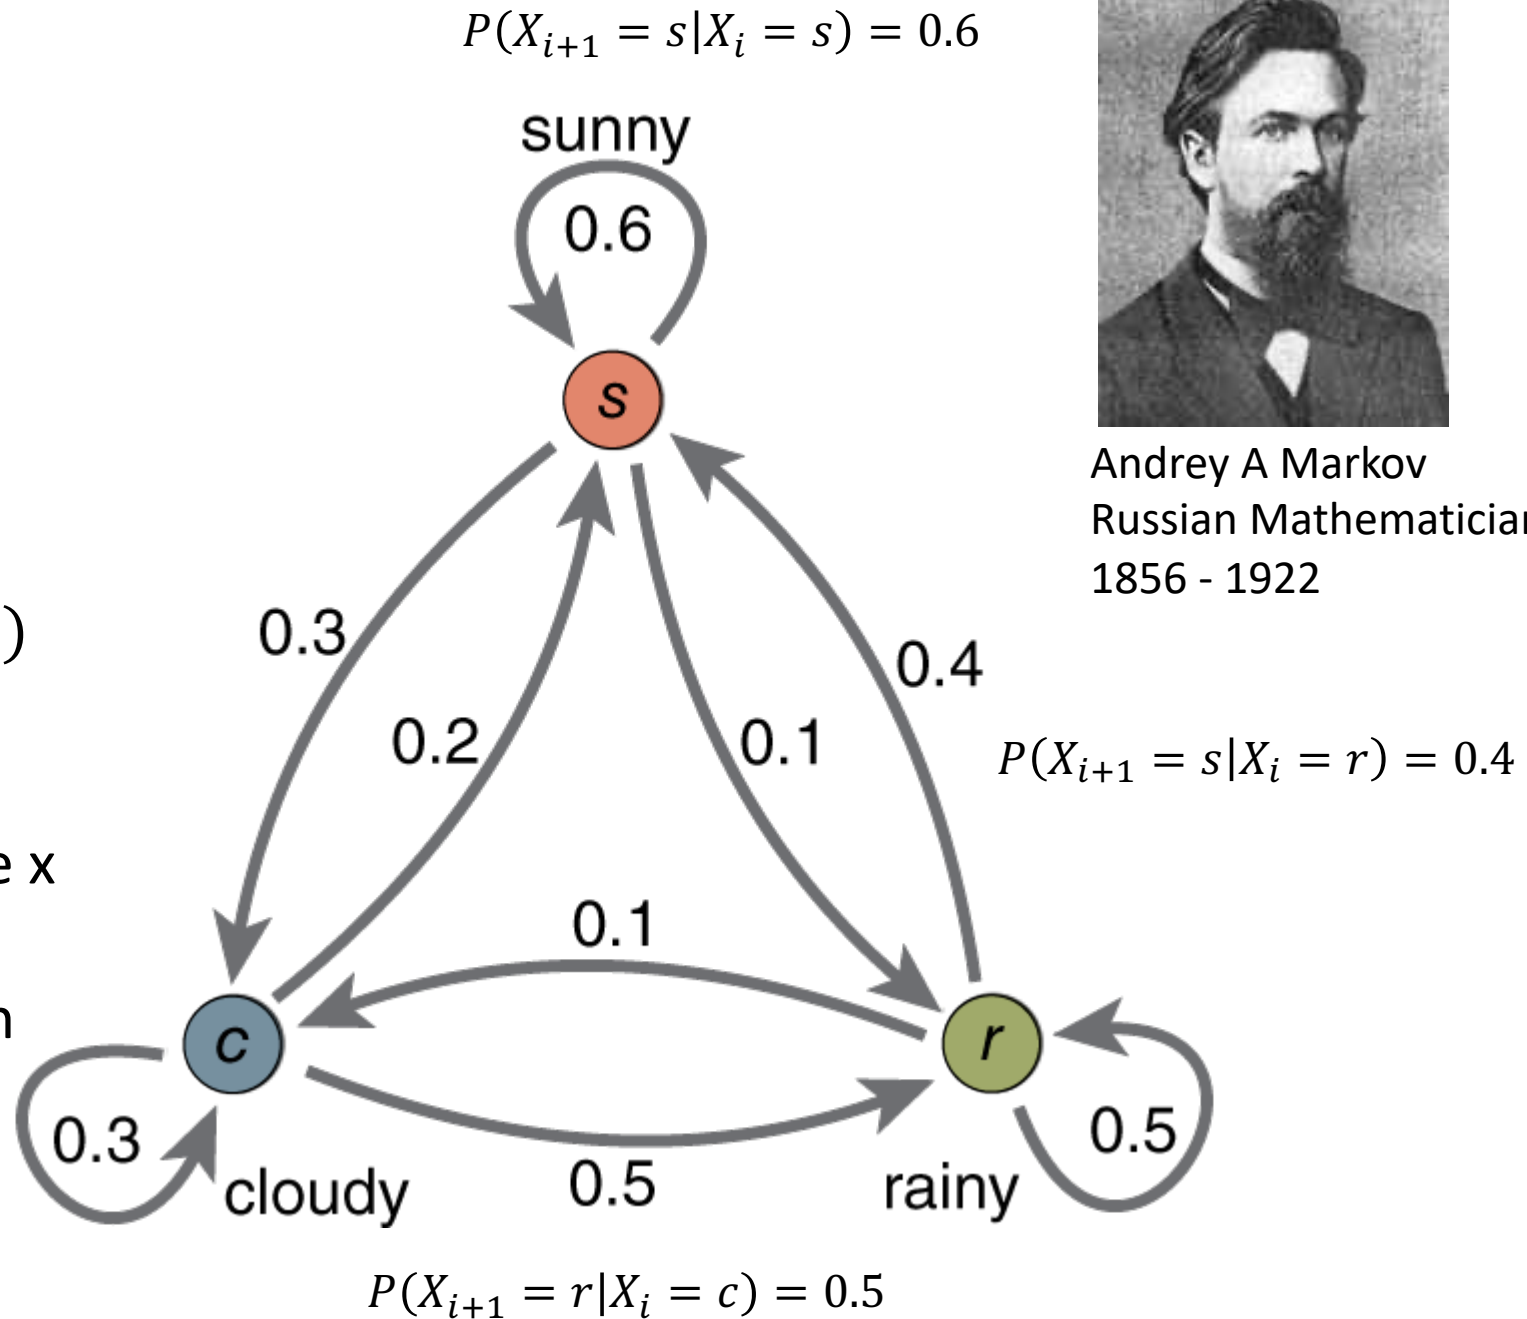 P(X_{i+1} = s|X_i = s) = 0.6
sunny
0.6
s
Andrey A Markov
Russian Mathematician
1856 - 1922
)
0.3
0.4
0.2
0.1
P(X_{i+1} = s|X_i = r) = 0.4
e x
0.1
n
c
r
0.3
0.5
cloudy
0.5
rainy
P(X_{i+1} = r|X_i = c) = 0.5